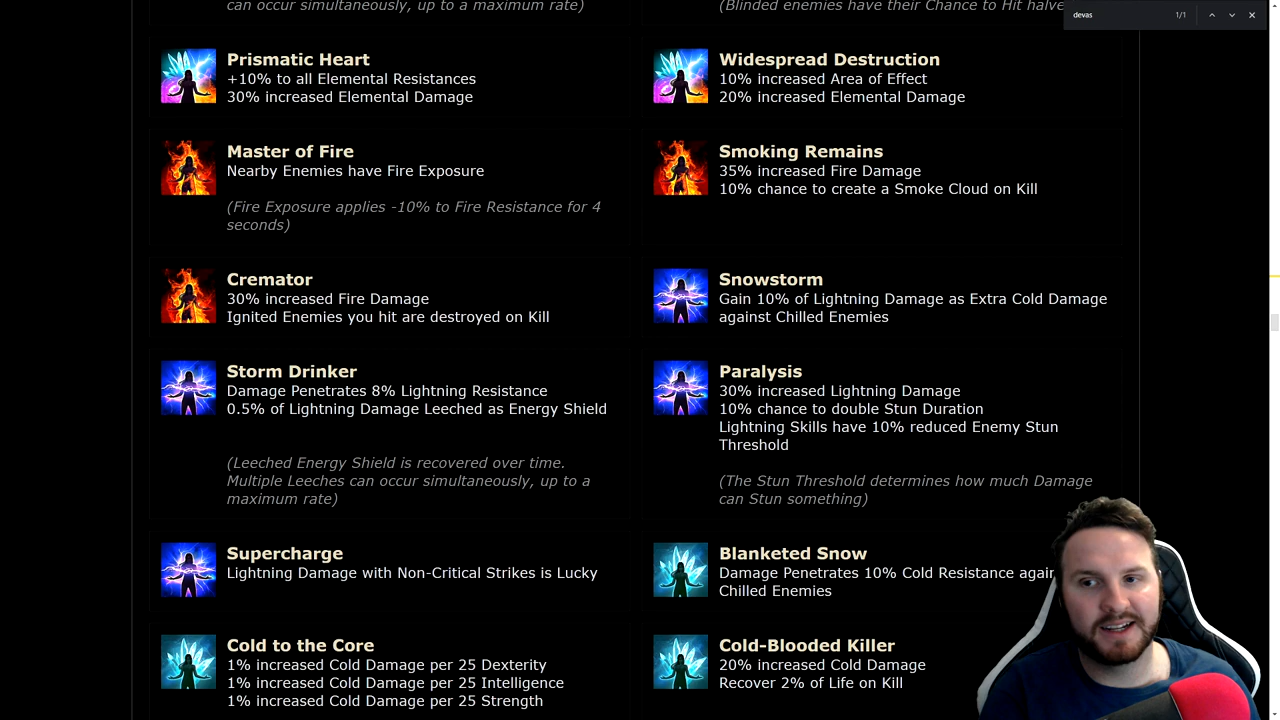 can occur simultaneously, up to a maximum rate)
(Blinded enemies have their Chance to Hit halve
devas
1/1
Prismatic Heart
+10% to all Elemental Resistances
30% increased Elemental Damage
Widespread Destruction
10% increased Area of Effect
20% increased Elemental Damage
Master of Fire
Nearby Enemies have Fire Exposure
(Fire Exposure applies -10% to Fire Resistance for 4
seconds)
Smoking Remains
35% increased Fire Damage
10% chance to create a Smoke Cloud on Kill
Cremator
30% increased Fire Damage
Ignited Enemies you hit are destroyed on Kill
Snowstorm
Gain 10% of Lightning Damage as Extra Cold Damage
against Chilled Enemies
Storm Drinker
Damage Penetrates 8% Lightning Resistance
0.5% of Lightning Damage Leeched as Energy Shield
(Leeched Energy Shield is recovered over time.
Multiple Leeches can occur simultaneously, up to a
maximum rate)
Paralysis
30% increased Lightning Damage
10% chance to double Stun Duration
Lightning Skills have 10% reduced Enemy Stun
Threshold
(The Stun Threshold determines how much Damage
can Stun something)
Supercharge
Lightning Damage with Non-Critical Strikes is Lucky
Blanketed Snow
Damage Penetrates 10% Cold Resistance again
Chilled Enemies
Cold to the Core
1% increased Cold Damage per 25 Dexterity
1% increased Cold Damage per 25 Intelligence
1% increased Cold Damage per 25 Strength
Cold-Blooded Killer
20% increased Cold Damage
Recover 2% of Life on Kill